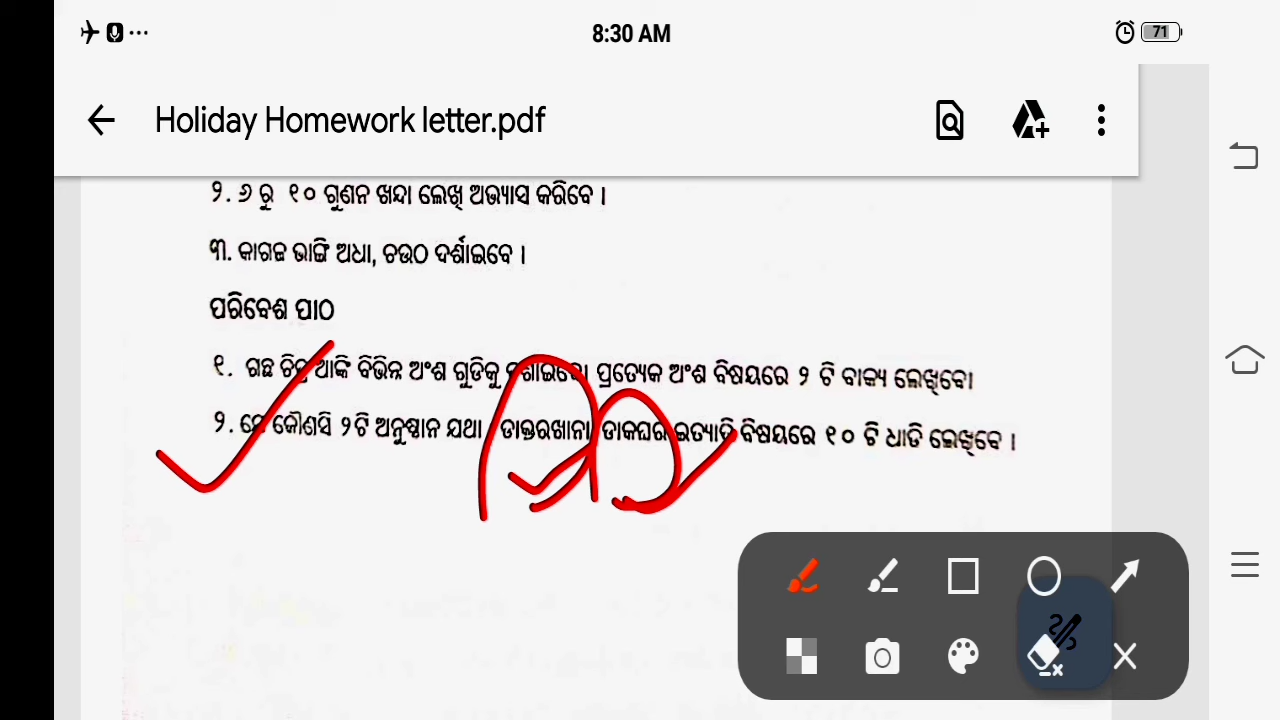 8:30 AM
71
Holiday Homework letter.pdf
୨. ୬ ରୁ ୧୦ ଗୁଣନ ଖନ୍ଦା ଲେଖି ଅଭ୍ୟାସ କରିବେ ।
୩. କାଗଜ ଭାଙ୍ଗି ଅଧା, ଚଉଠ ଦର୍ଶାଇବେ ।
ପରିବେଶ ପାଠ
୧. ଗଛ ଚିତ୍ର ଆଙ୍କି ବିଭିନ୍ନ ଅଂଶ ଗୁଡିକୁ ଦର୍ଶାଇବେ। ପ୍ରତ୍ୟେକ ଅଂଶ ବିଷୟରେ ୨ ଟି ବାକ୍ୟ ଲେଖିବେ।
୨. ଯେ କୌଣସି ୨ଟି ଅନୁଷ୍ଠାନ ଯଥା ଡାକ୍ତରଖାନା ଡାକଘର ଇତ୍ୟାଦି ବିଷୟରେ ୧୦ ଟି ଧାଡି ଲେଖିବେ ।